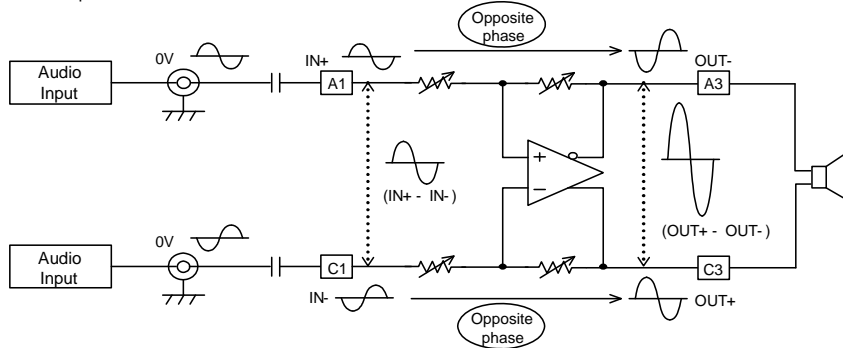 Opposite
phase
0V
IN+
OUT-
Audio
Input
A1
A3
+
−
(IN+ - IN-)
(OUT+ - OUT-)
0V
Audio
Input
C1
C3
IN-
OUT+
Opposite
phase